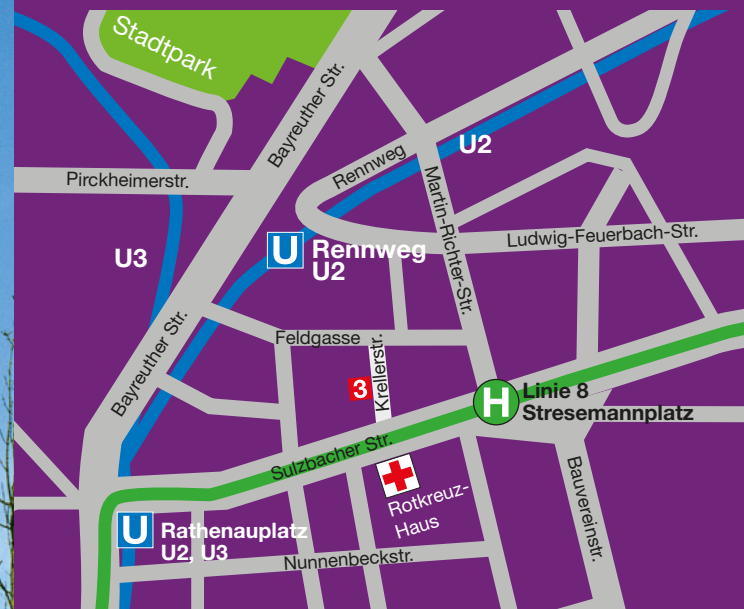 Stadtpark
Bayreuther Str.
Rennweg
U2
Pirckheimerstr.
Martin-Richter-Str.
Ludwig-Feuerbach-Str.
U3
U
Rennweg
U2
Bayreuther Str.
Feldgasse
Krellerstr.
3
H
Linie 8
Stresemannplatz
Sulzbacher Str.
Rotkreuz-
Haus
Bauvereinstr.
U
Rathenauplatz
U2, U3
Nunnenbeckstr.